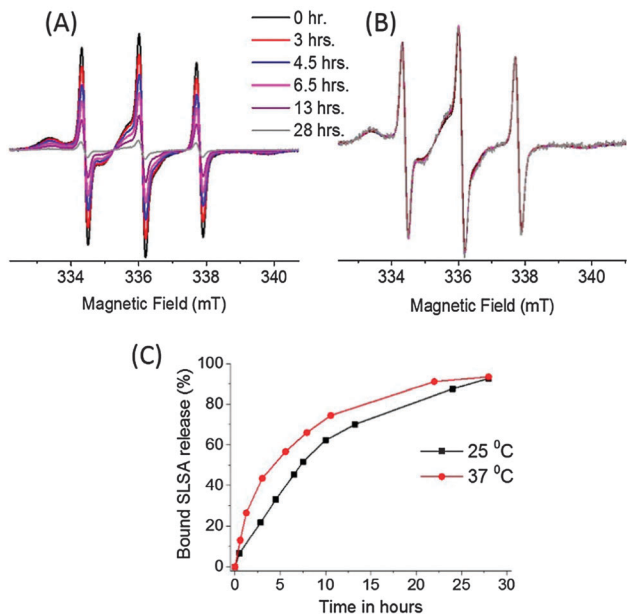 (A)
0 hr.
3 hrs.
4.5 hrs.
6.5 hrs.
13 hrs.
28 hrs.
334 336 338 340
Magnetic Field (mT)
(B)
334 336 338 341
Magnetic Field (mT)
(C)
100
80
60
40
20
0
Bound SLSA release (%)
25 ⁰C
37 ⁰C
0 5 10 15 20 25 30
Time in hours